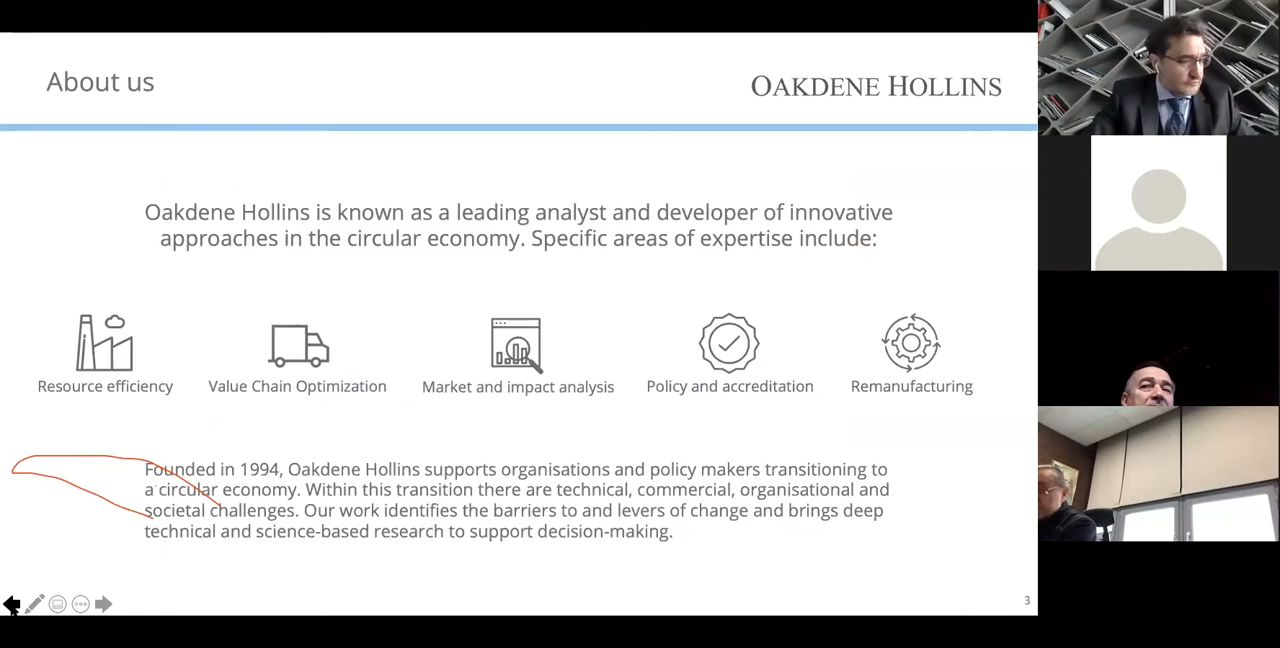 About us
OAKDENE HOLLINS
Oakdene Hollins is known as a leading analyst and developer of innovative
approaches in the circular economy. Specific areas of expertise include:
Resource efficiency
Value Chain Optimization
Market and impact analysis
Policy and accreditation
Remanufacturing
Founded in 1994, Oakdene Hollins supports organisations and policy makers transitioning to
a circular economy. Within this transition there are technical, commercial, organisational and
societal challenges. Our work identifies the barriers to and levers of change and brings deep
technical and science-based research to support decision-making.
3